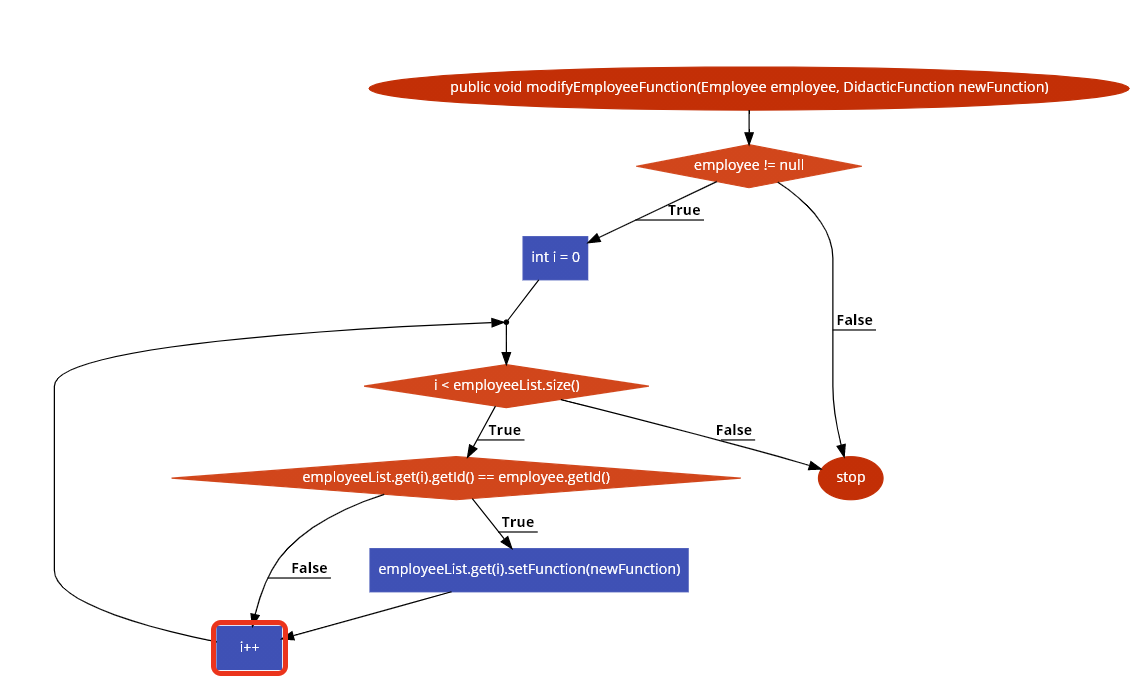 public void modifyEmployeeFunction(Employee employee, DidacticFunction newFunction)
employee != null
True
int i = 0
False
i < employeeList.size()
True
False
employeeList.get(i).getId() == employee.getId()
stop
True
False
employeeList.get(i).setFunction(newFunction)
i++